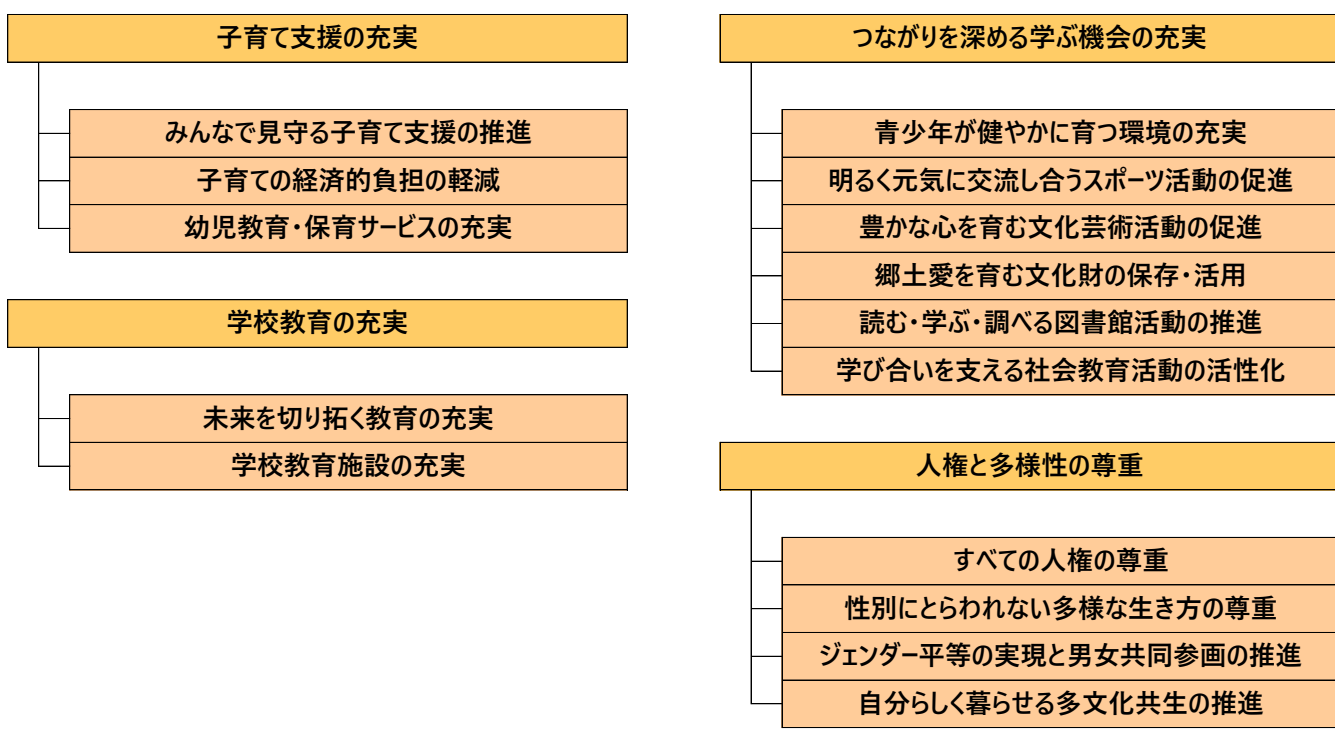 子育て支援の充実
みんなで見守る子育て支援の推進
子育ての経済的負担の軽減
幼児教育・保育サービスの充実
学校教育の充実
未来を切り拓く教育の充実
学校教育施設の充実
つながりを深める学ぶ機会の充実
青少年が健やかに育つ環境の充実
明るく元気に交流し合うスポーツ活動の促進
豊かな心を育む文化芸術活動の促進
郷土愛を育む文化財の保存・活用
読む・学ぶ・調べる図書館活動の推進
学び合いを支える社会教育活動の活性化
人権と多様性の尊重
すべての人権の尊重
性別にとらわれない多様な生き方の尊重
ジェンダー平等の実現と男女共同参画の推進
自分らしく暮らせる多文化共生の推進